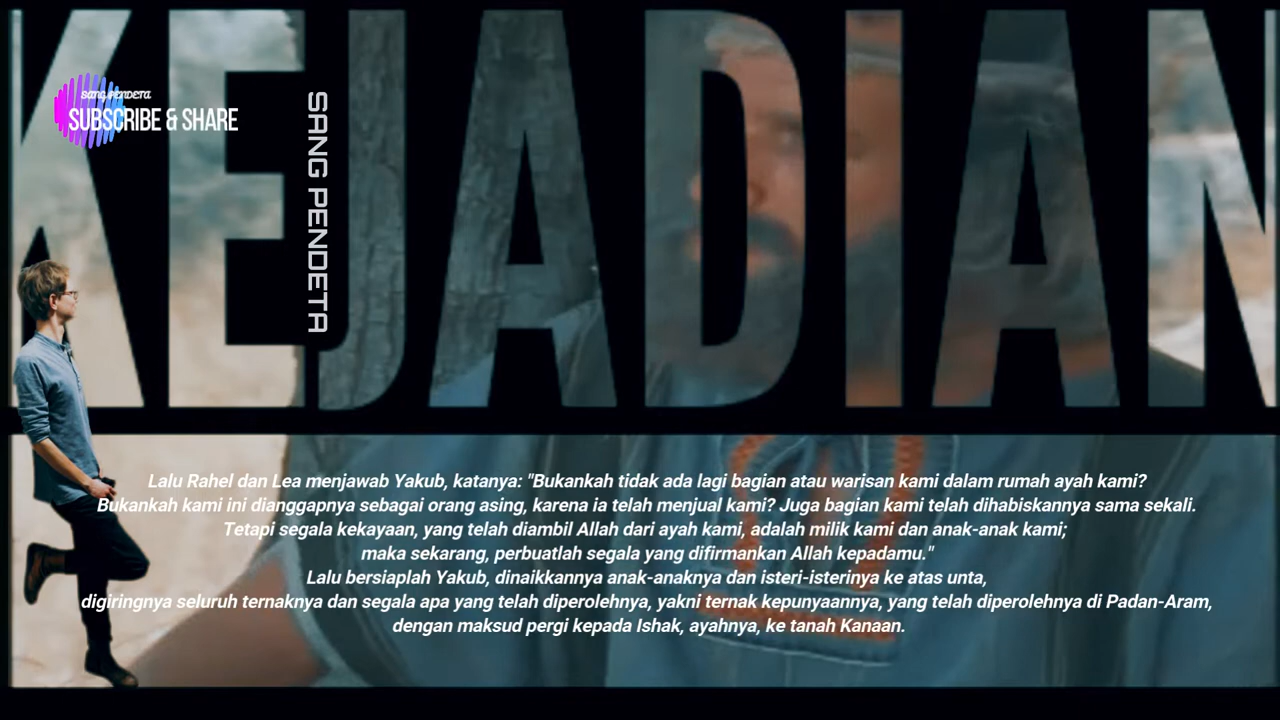 KEJADIAN
sang pendeta
SUBSCRIBE & SHARE
SANG PENDETA
Lalu Rahel dan Lea menjawab Yakub, katanya: "Bukankah tidak ada lagi bagian atau warisan kami dalam rumah ayah kami?
Bukankah kami ini dianggapnya sebagai orang asing, karena ia telah menjual kami? Juga bagian kami telah dihabiskannya sama sekali.
Tetapi segala kekayaan, yang telah diambil Allah dari ayah kami, adalah milik kami dan anak-anak kami;
maka sekarang, perbuatlah segala yang difirmankan Allah kepadamu."
Lalu bersiaplah Yakub, dinaikkannya anak-anaknya dan isteri-isterinya ke atas unta,
digiringnya seluruh ternaknya dan segala apa yang telah diperolehnya, yakni ternak kepunyaannya, yang telah diperolehnya di Padan-Aram,
dengan maksud pergi kepada Ishak, ayahnya, ke tanah Kanaan.